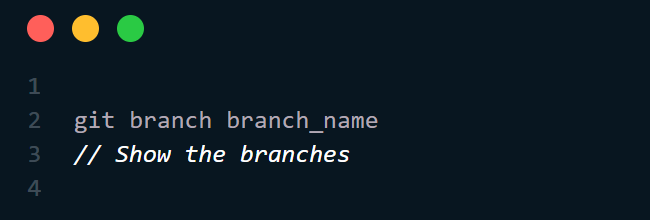 1
2 git branch branch_name
3 // Show the branches
4